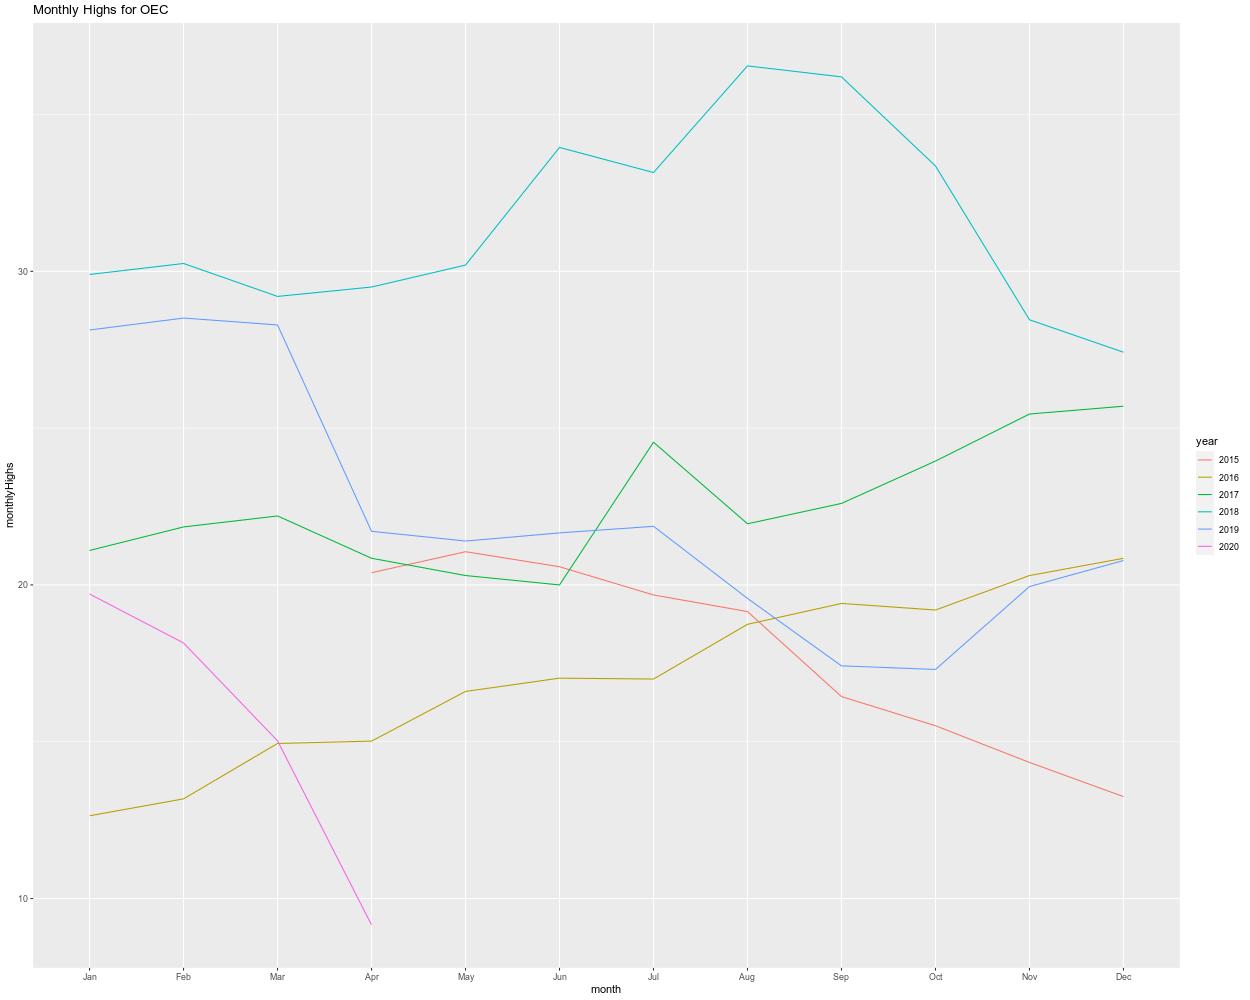 Monthly Highs for OEC
monthlyHighs
30
20
10
Jan Feb Mar Apr May Jun Jul Aug Sep Oct Nov Dec
month
year
2015
2016
2017
2018
2019
2020